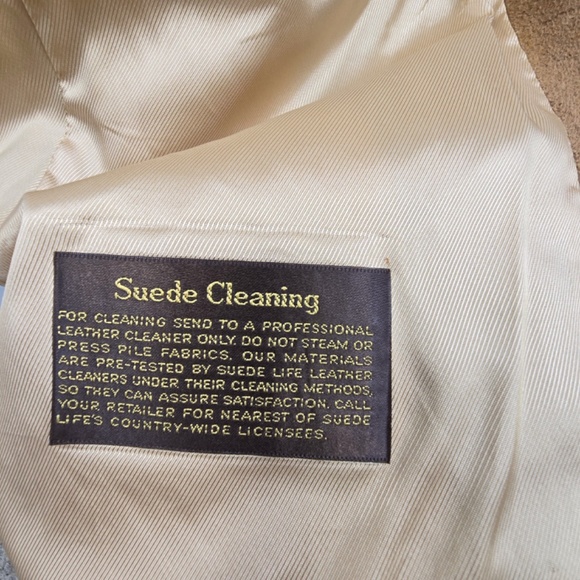 Suede Cleaning
FOR CLEANING SEND TO A PROFESSIONAL
LEATHER CLEANER ONLY. DO NOT STEAM OR
PRESS PILE FABRICS. OUR MATERIALS
ARE PRE-TESTED BY SUEDE LIFE LEATHER
CLEANERS UNDER THEIR CLEANING METHODS,
SO THEY CAN ASSURE SATISFACTION. CALL
YOUR RETAILER FOR NEAREST OF SUEDE
LIFE'S COUNTRY-WIDE LICENSEES.